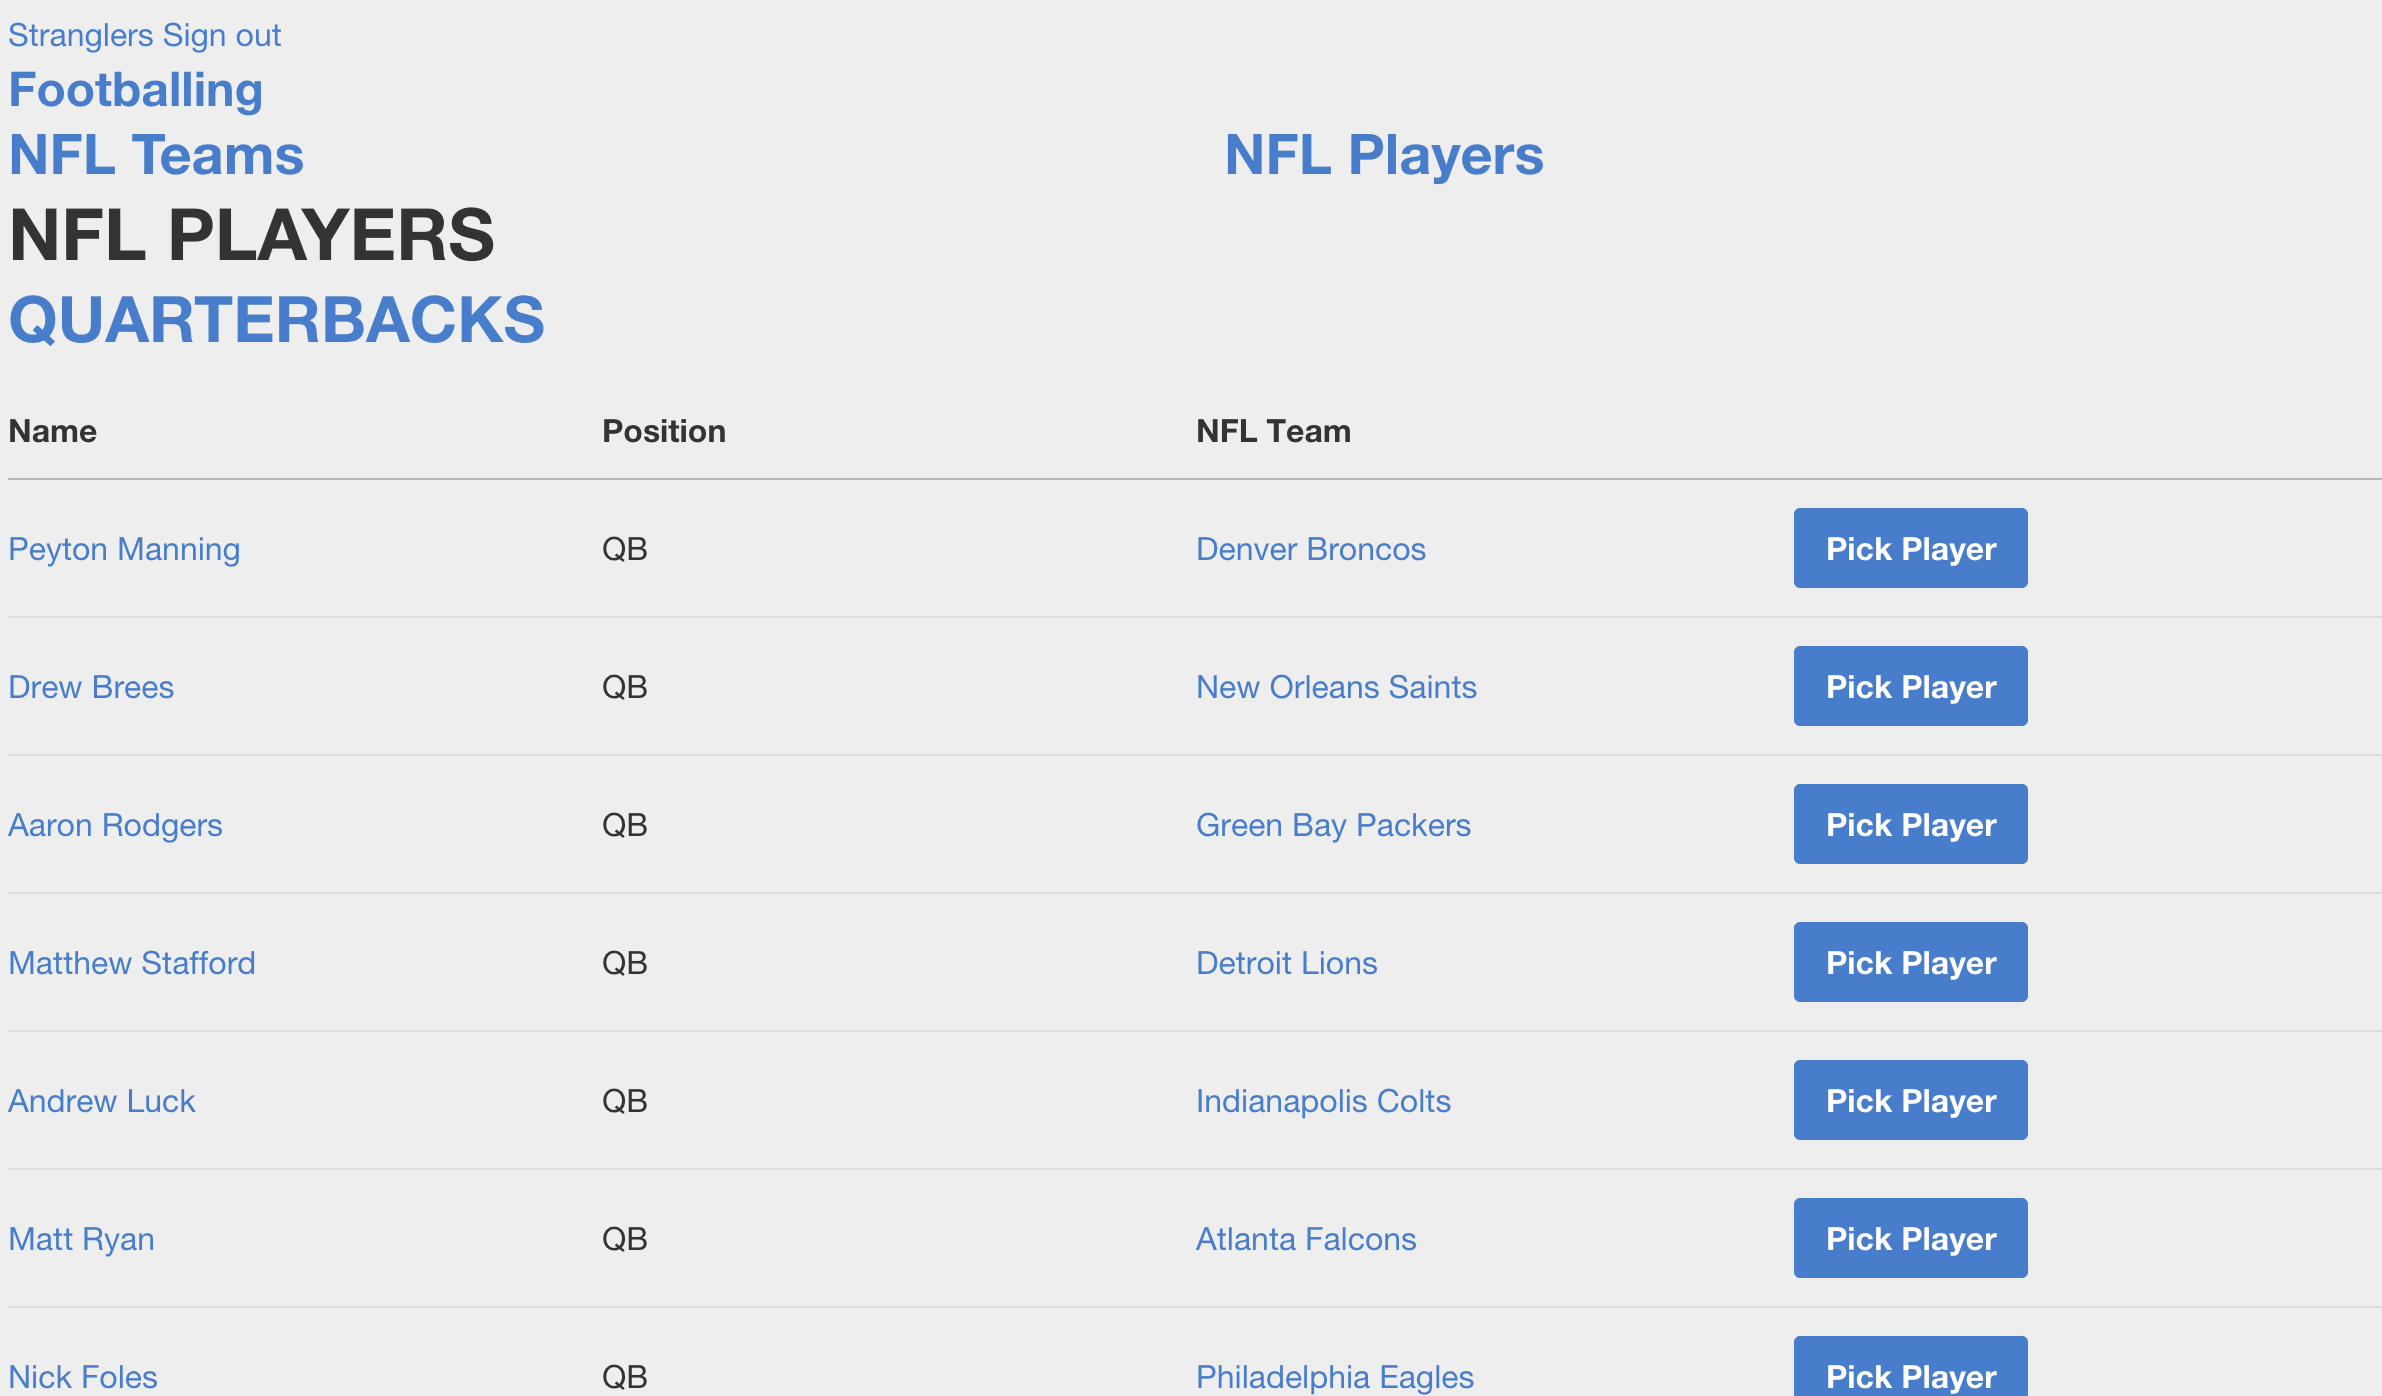 Stranglers Sign out
Footballing
NFL Teams NFL Players
NFL PLAYERS
QUARTERBACKS
Name Position NFL Team
Peyton Manning QB Denver Broncos Pick Player
Drew Brees QB New Orleans Saints Pick Player
Aaron Rodgers QB Green Bay Packers Pick Player
Matthew Stafford QB Detroit Lions Pick Player
Andrew Luck QB Indianapolis Colts Pick Player
Matt Ryan QB Atlanta Falcons Pick Player
Nick Foles QB Philadelphia Eagles Pick Player